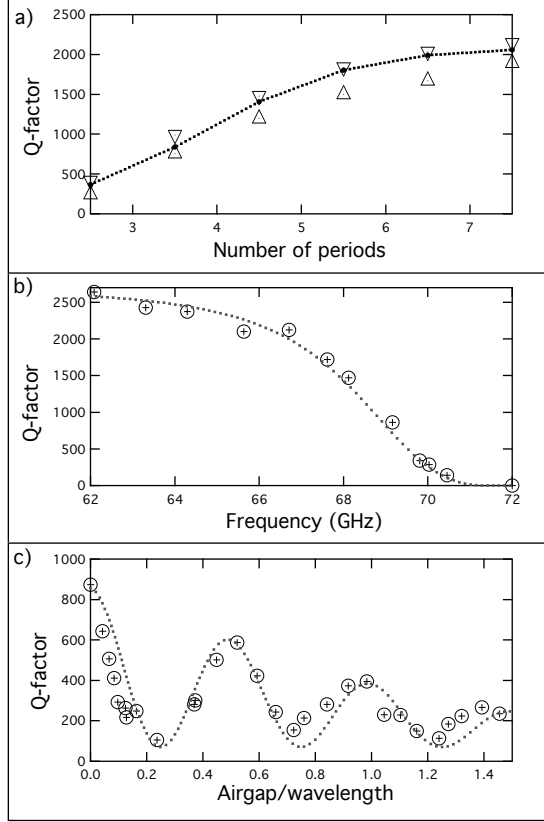 a)
2500
2000
1500
1000
500
0
Q-factor
3 4 5 6 7
Number of periods
b)
2500
2000
1500
1000
500
0
Q-factor
62 64 66 68 70 72
Frequency (GHz)
c)
1000
800
600
400
200
0
Q-factor
0.0 0.2 0.4 0.6 0.8 1.0 1.2 1.4
Airgap/wavelength